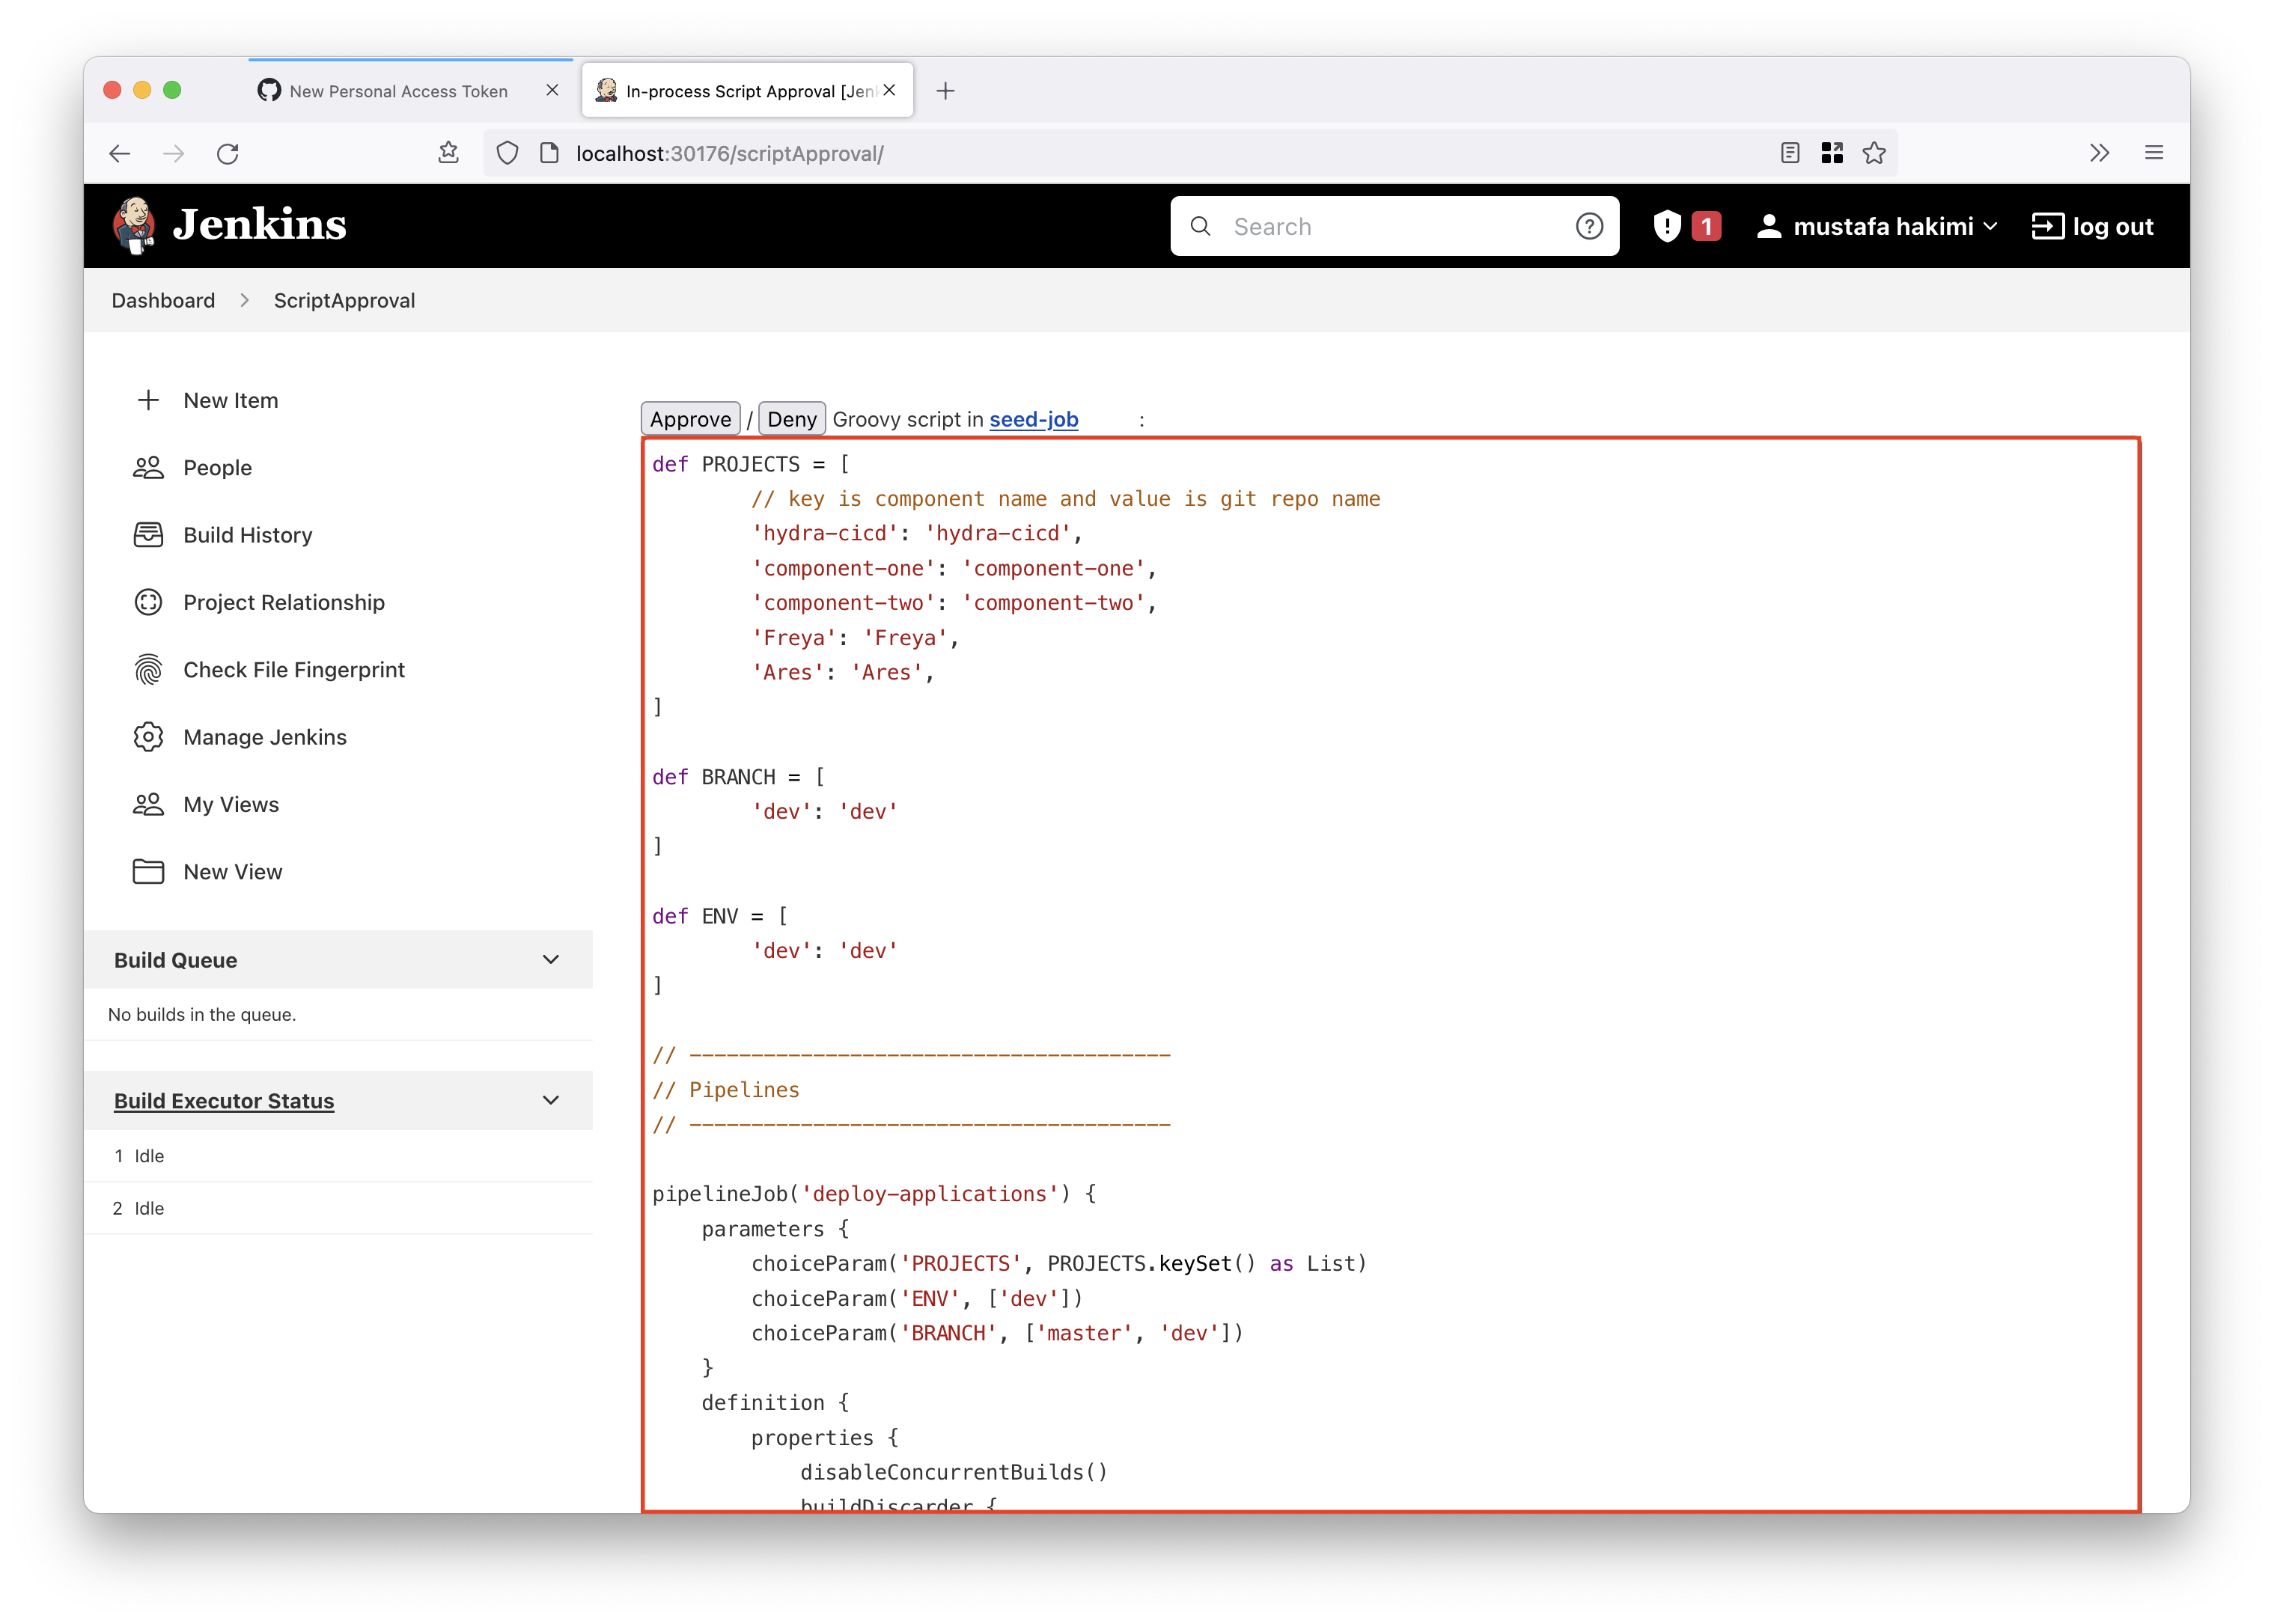 New Personal Access Token
In-process Script Approval [Jen
localhost:30176/scriptApproval/
Jenkins
Search
1
mustafa hakimi
log out
Dashboard
ScriptApproval
New Item
People
Build History
Project Relationship
Check File Fingerprint
Manage Jenkins
My Views
New View
Build Queue
No builds in the queue.
Build Executor Status
1 Idle
2 Idle
Approve / Deny Groovy script in seed-job :
def PROJECTS = [
// key is component name and value is git repo name
'hydra-cicd': 'hydra-cicd',
'component-one': 'component-one',
'component-two': 'component-two',
'Freya': 'Freya',
'Ares': 'Ares',
]
def BRANCH = [
'dev': 'dev'
]
def ENV = [
'dev': 'dev'
]
// ---------------------------------------
// Pipelines
// ---------------------------------------
pipelineJob('deploy-applications') {
parameters {
choiceParam('PROJECTS', PROJECTS.keySet() as List)
choiceParam('ENV', ['dev'])
choiceParam('BRANCH', ['master', 'dev'])
}
definition {
properties {
disableConcurrentBuilds()
buildDiscarder {